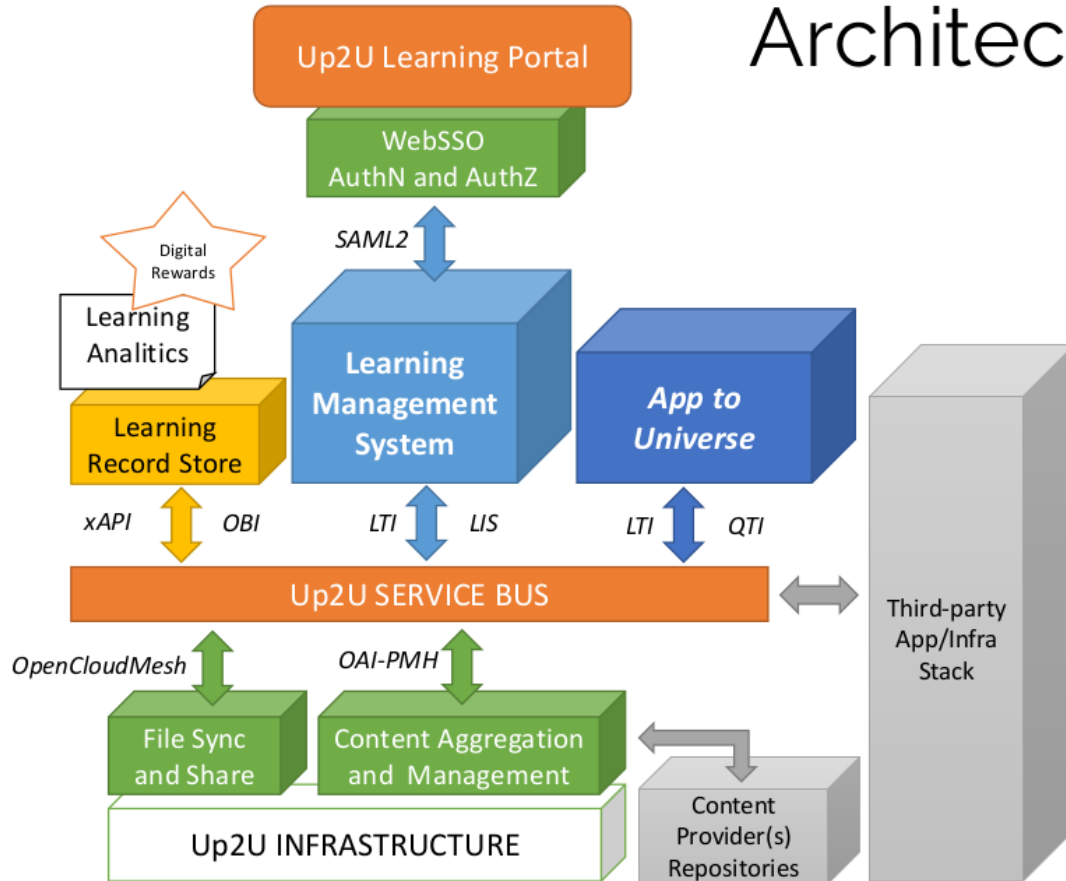 Architec
Up2U Learning Portal
WebSSO
AuthN and AuthZ
SAML2
Digital
Rewards
Learning
Analitics
Learning
Record Store
Learning
Management
System
App to
Universe
xAPI
OBI
LTI
LIS
LTI
QTI
Up2U SERVICE BUS
Third-party
App/Infra
Stack
OpenCloudMesh
OAI-PMH
File Sync
and Share
Content Aggregation
and Management
Up2U INFRASTRUCTURE
Content
Provider(s)
Repositories